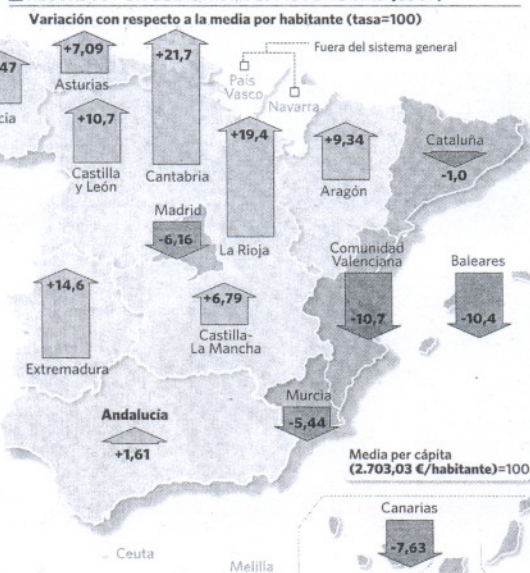 Variación con respecto a la media por habitante (tasa=100)
Fuera del sistema general
País
Vasco
Navarra
47
cia
+7,09
Asturias
+21,7
Cantabria
+10,7
Castilla
y León
+19,4
La Rioja
+9,34
Aragón
Cataluña
-1,0
Madrid
-6,16
Comunidad
Valenciana
-10,7
Baleares
-10,4
+14,6
Extremadura
+6,79
Castilla-
La Mancha
Murcia
-5,44
Andalucía
+1,61
Media per cápita
(2.703,03 €/habitante)=100
Canarias
-7,63
Ceuta
Melilla